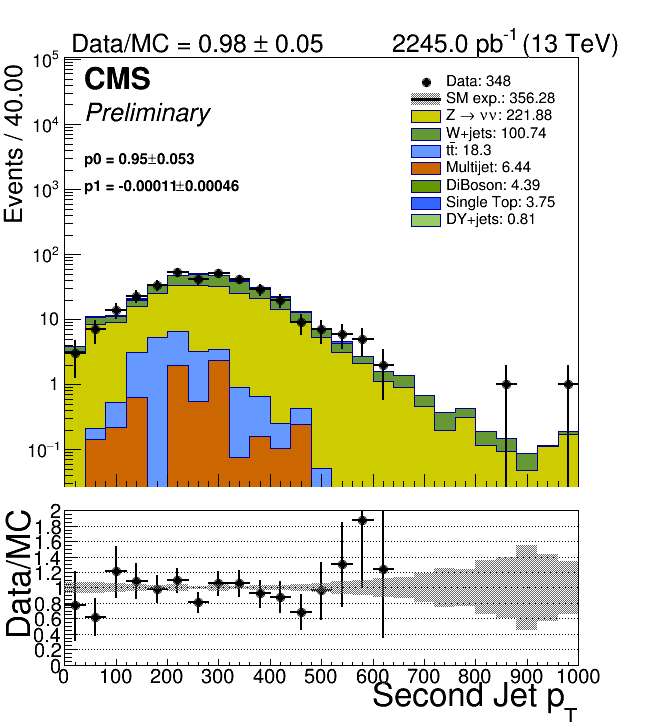 Data/MC = 0.98 ± 0.05
2245.0 pb⁻¹ (13 TeV)
CMS
Preliminary
p0 = 0.95±0.053
p1 = -0.00011±0.00046
Data: 348
SM exp.: 356.28
Z → νν: 221.88
W+jets: 100.74
tt̄: 18.3
Multijet: 6.44
DiBoson: 4.39
Single Top: 3.75
DY+jets: 0.81
Events / 40.00
10⁵
10⁴
10³
10²
10
1
10⁻¹
Data/MC
2
1.8
1.6
1.4
1.2
1
0.8
0.6
0.4
0.2
0
0 100 200 300 400 500 600 700 800 900 1000
Second Jet p_T